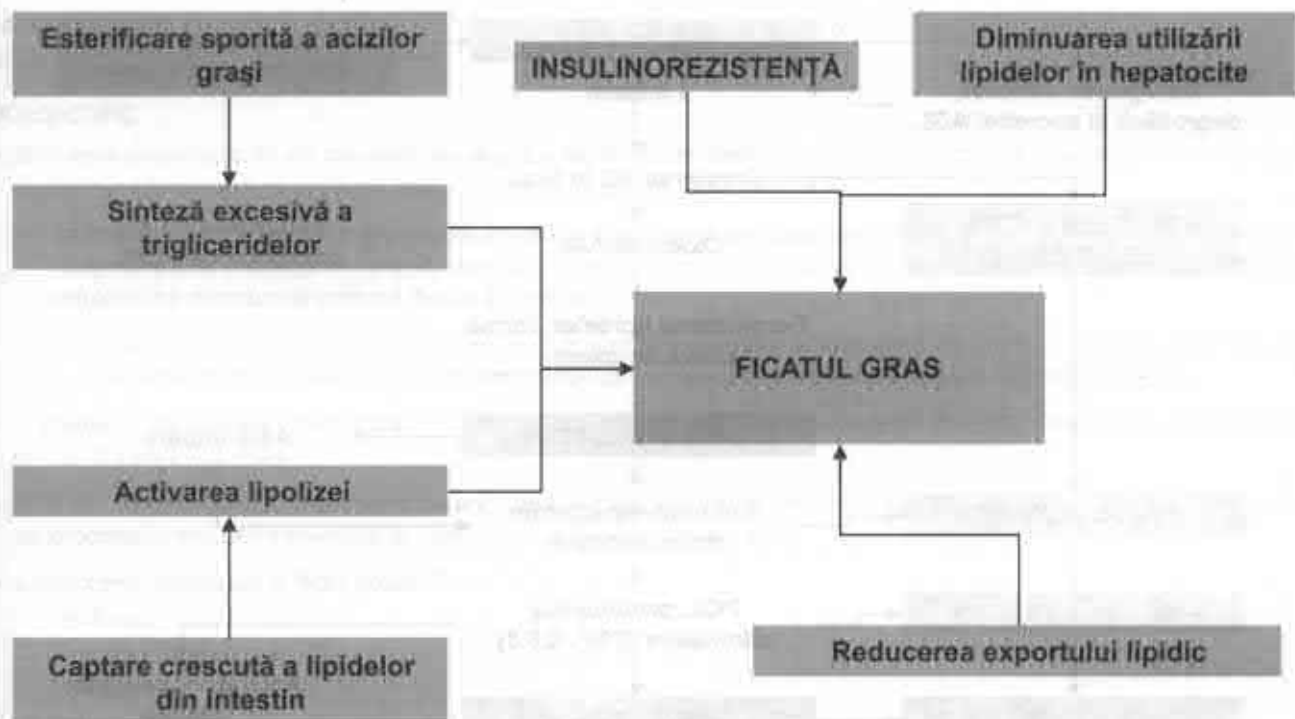 Esterificare sporită a acizilor
grași
INSULINOREZISTENȚĂ
Diminuarea utilizării
lipidelor în hepatocite
Sinteză excesivă a
trigliceridelor
FICATUL GRAS
Activarea lipolizei
Captare crescută a lipidelor
din intestin
Reducerea exportului lipidic